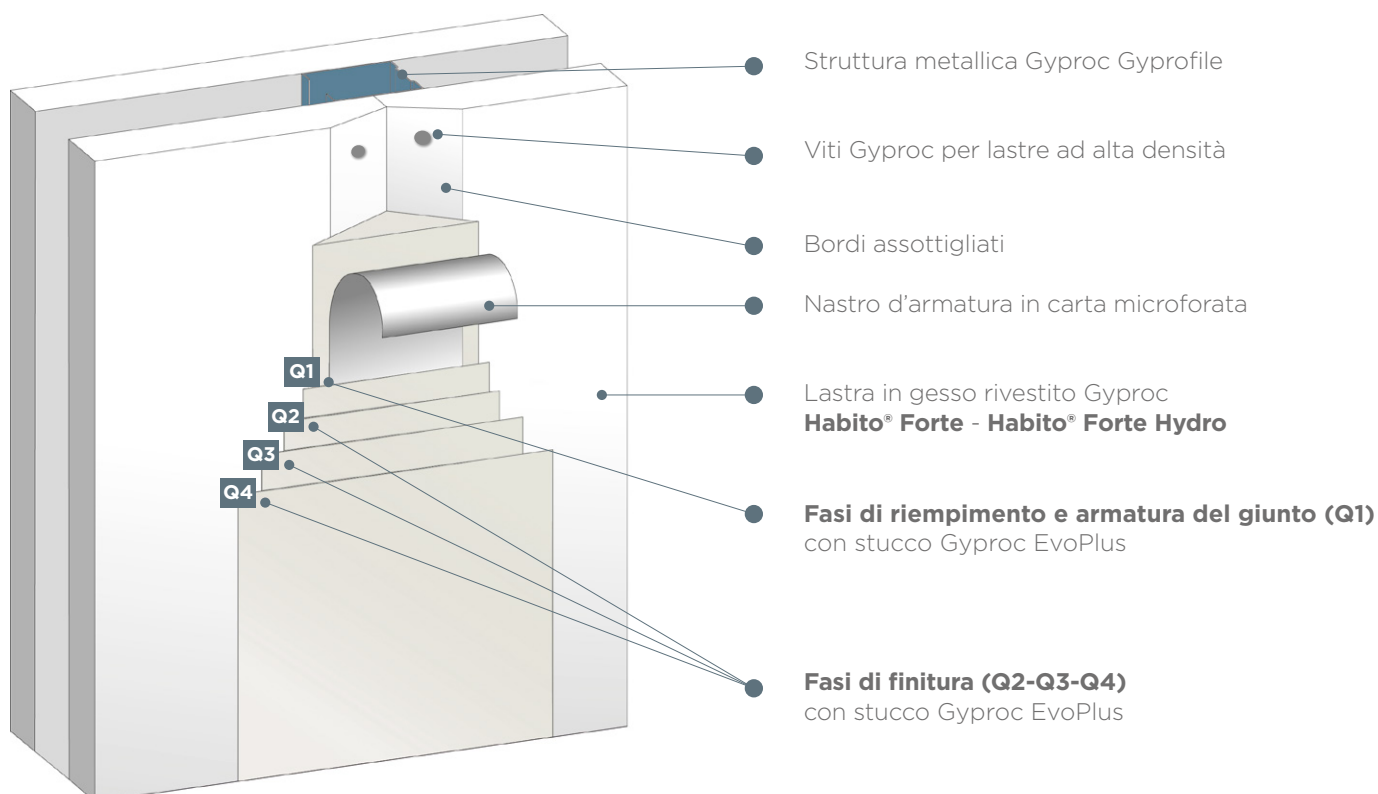 Struttura metallica Gyproc Gyprofile
Viti Gyproc per lastre ad alta densità
Bordi assottigliati
Nastro d'armatura in carta microforata
Q1
Lastra in gesso rivestito Gyproc
Habito® Forte - Habito® Forte Hydro
Q2
Q3
Q4
Fasi di riempimento e armatura del giunto (Q1)
con stucco Gyproc EvoPlus
Fasi di finitura (Q2-Q3-Q4)
con stucco Gyproc EvoPlus